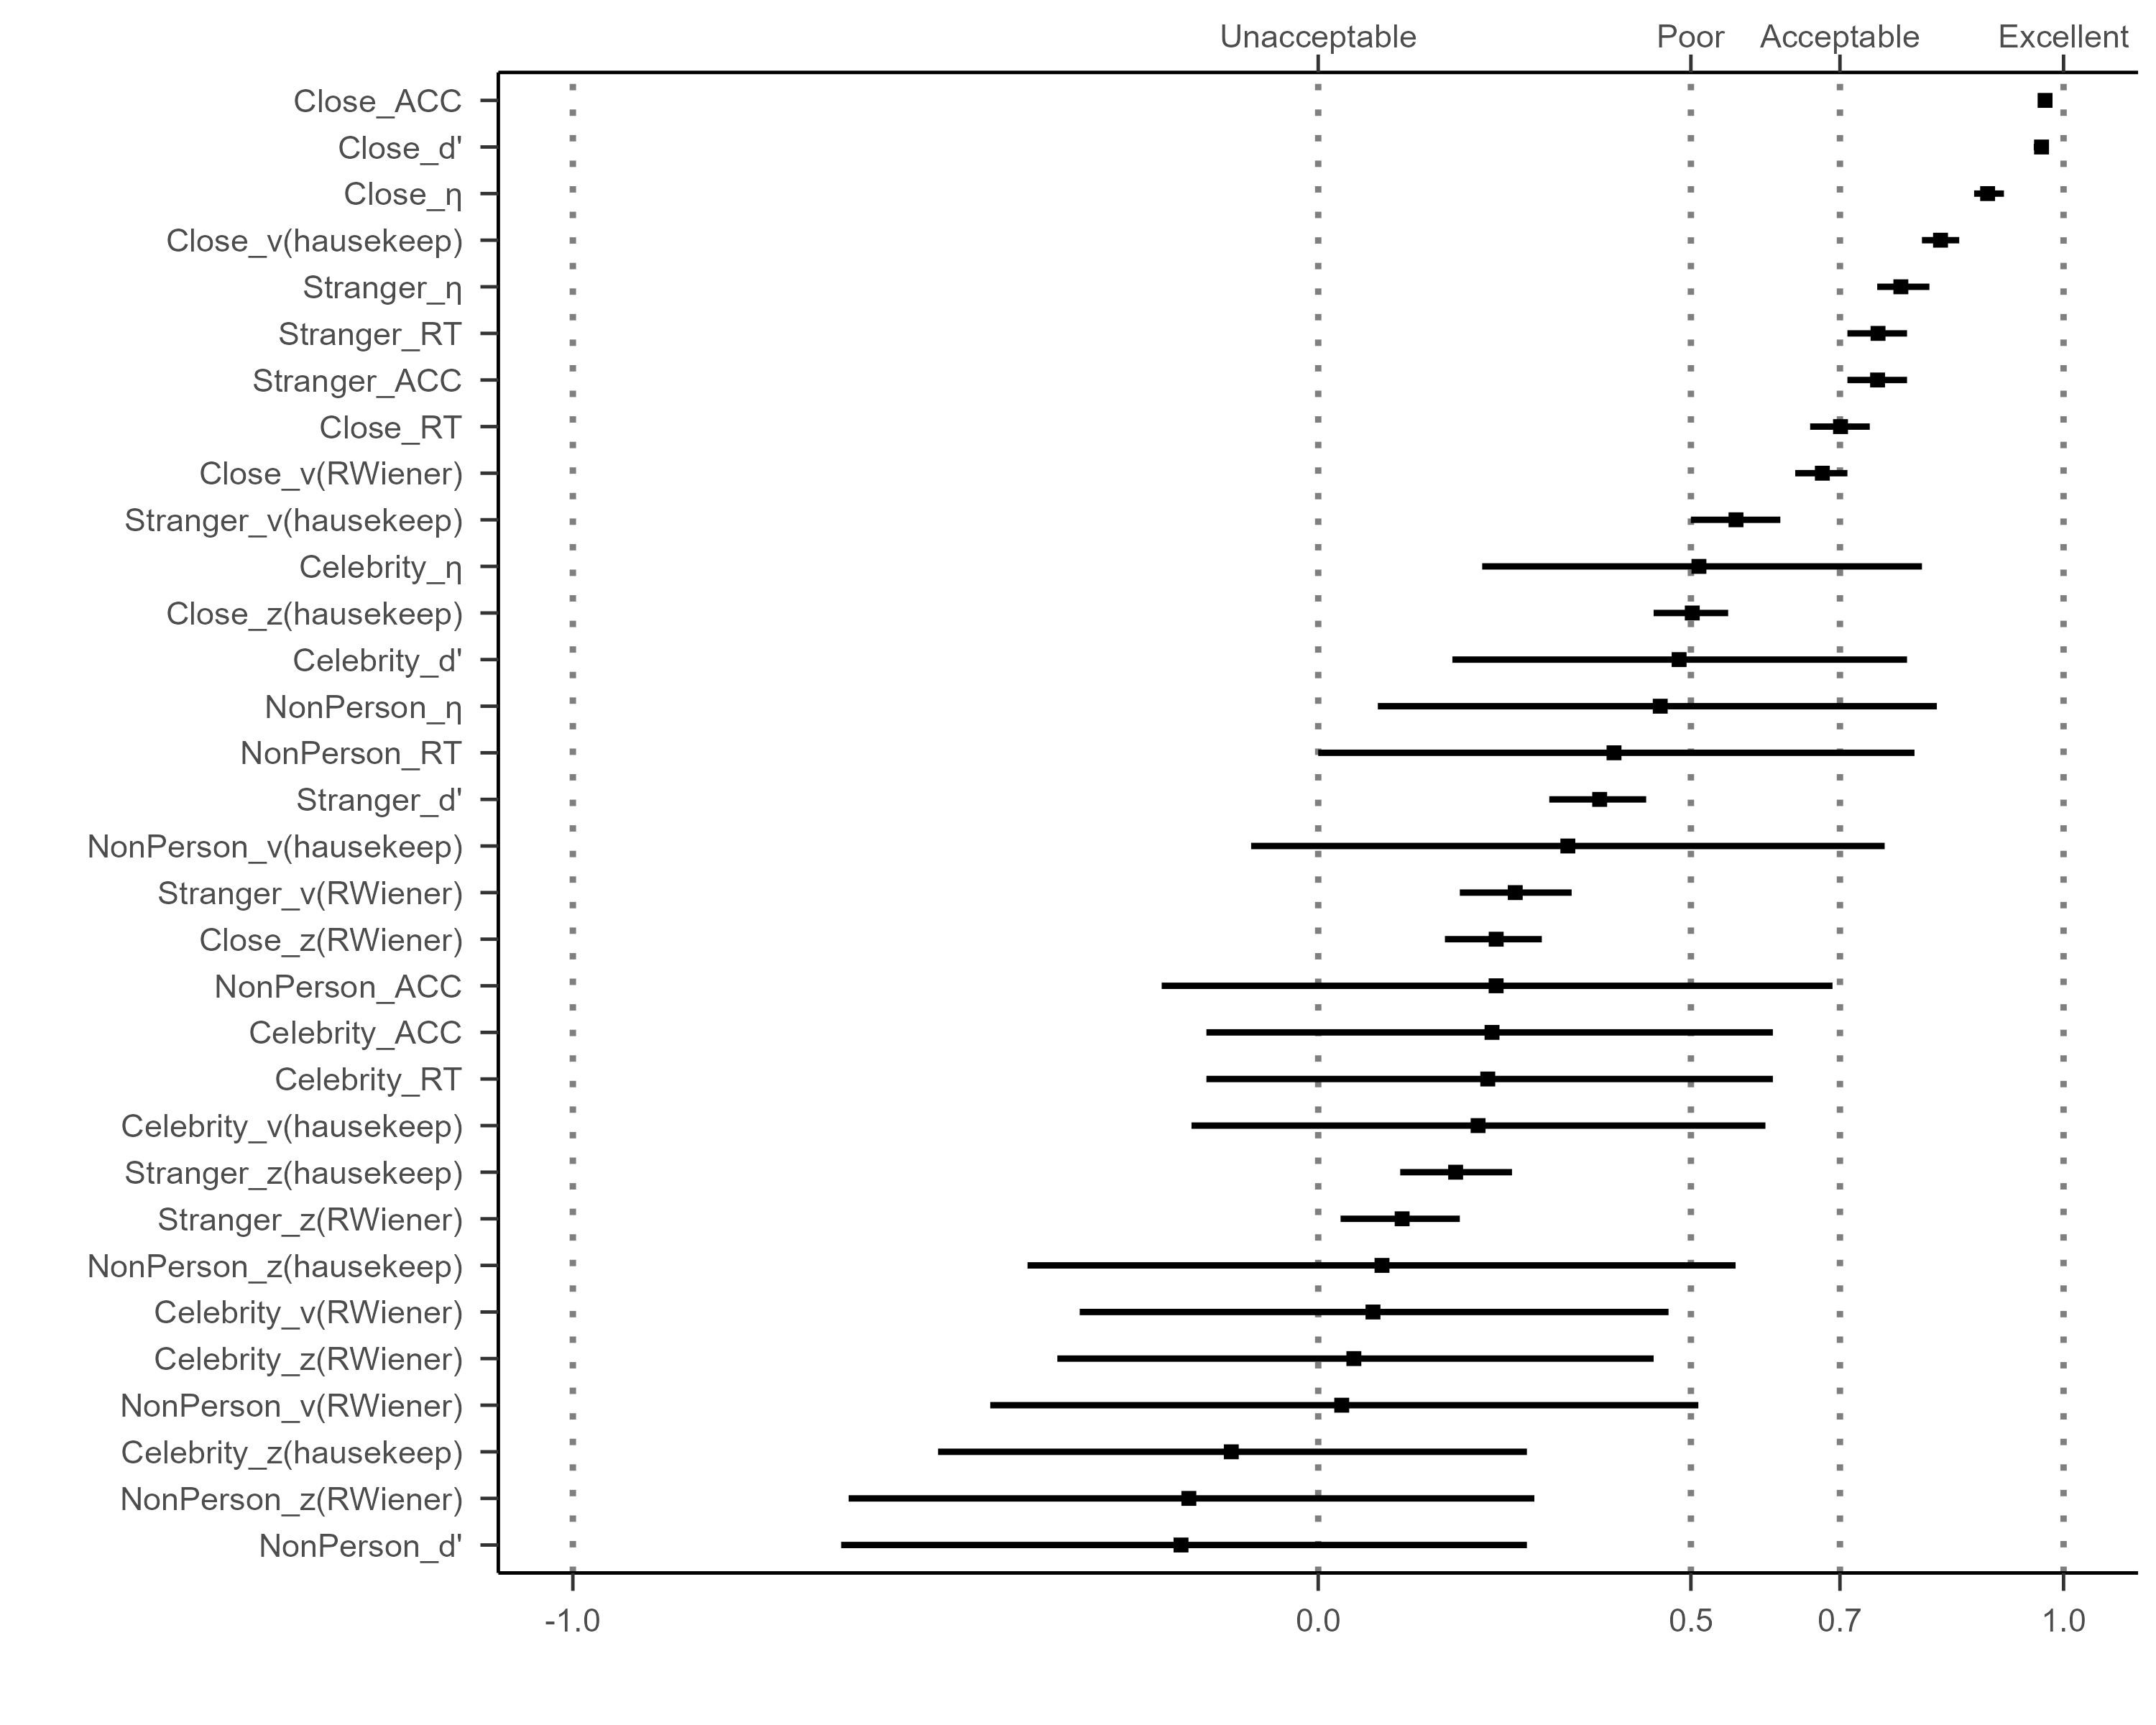 Unacceptable Poor Acceptable Excellent
Close_ACC
Close_d'
Close_η
Close_v(hausekeep)
Stranger_η
Stranger_RT
Stranger_ACC
Close_RT
Close_v(RWiener)
Stranger_v(hausekeep)
Celebrity_η
Close_z(hausekeep)
Celebrity_d'
NonPerson_η
NonPerson_RT
Stranger_d'
NonPerson_v(hausekeep)
Stranger_v(RWiener)
Close_z(RWiener)
NonPerson_ACC
Celebrity_ACC
Celebrity_RT
Celebrity_v(hausekeep)
Stranger_z(hausekeep)
Stranger_z(RWiener)
NonPerson_z(hausekeep)
Celebrity_v(RWiener)
Celebrity_z(RWiener)
NonPerson_v(RWiener)
Celebrity_z(hausekeep)
NonPerson_z(RWiener)
NonPerson_d'
-1.0 0.0 0.5 0.7 1.0